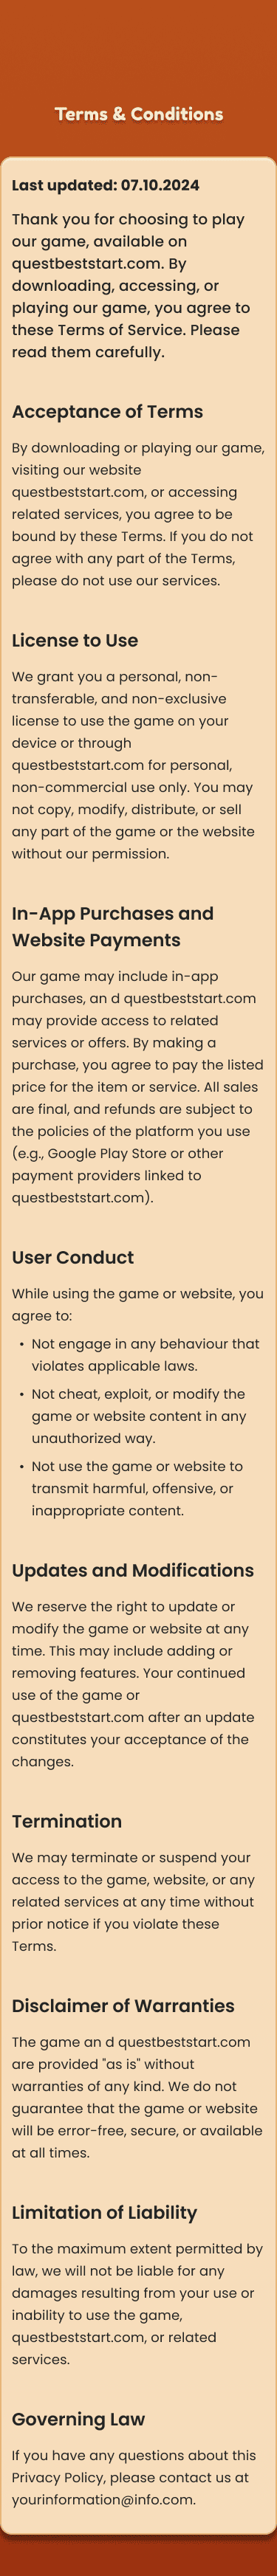 Terms & Conditions
Last updated: 07.10.2024
Thank you for choosing to play
our game, available on
questbeststart.com. By
downloading, accessing, or
playing our game, you agree to
these Terms of Service. Please
read them carefully.
Acceptance of Terms
By downloading or playing our game,
visiting our website
questbeststart.com, or accessing
related services, you agree to be
bound by these Terms. If you do not
agree with any part of the Terms,
please do not use our services.
License to Use
We grant you a personal, non-
transferable, and non-exclusive
license to use the game on your
device or through
questbeststart.com for personal,
non-commercial use only. You may
not copy, modify, distribute, or sell
any part of the game or the website
without our permission.
In-App Purchases and
Website Payments
Our game may include in-app
purchases, an d questbeststart.com
may provide access to related
services or offers. By making a
purchase, you agree to pay the listed
price for the item or service. All sales
are final, and refunds are subject to
the policies of the platform you use
(e.g., Google Play Store or other
payment providers linked to
questbeststart.com).
User Conduct
While using the game or website, you
agree to:
• Not engage in any behaviour that
violates applicable laws.
• Not cheat, exploit, or modify the
game or website content in any
unauthorized way.
• Not use the game or website to
transmit harmful, offensive, or
inappropriate content.
Updates and Modifications
We reserve the right to update or
modify the game or website at any
time. This may include adding or
removing features. Your continued
use of the game or
questbeststart.com after an update
constitutes your acceptance of the
changes.
Termination
We may terminate or suspend your
access to the game, website, or any
related services at any time without
prior notice if you violate these
Terms.
Disclaimer of Warranties
The game an d questbeststart.com
are provided "as is" without
warranties of any kind. We do not
guarantee that the game or website
will be error-free, secure, or available
at all times.
Limitation of Liability
To the maximum extent permitted by
law, we will not be liable for any
damages resulting from your use or
inability to use the game,
questbeststart.com, or related
services.
Governing Law
If you have any questions about this
Privacy Policy, please contact us at
yourinformation@info.com.